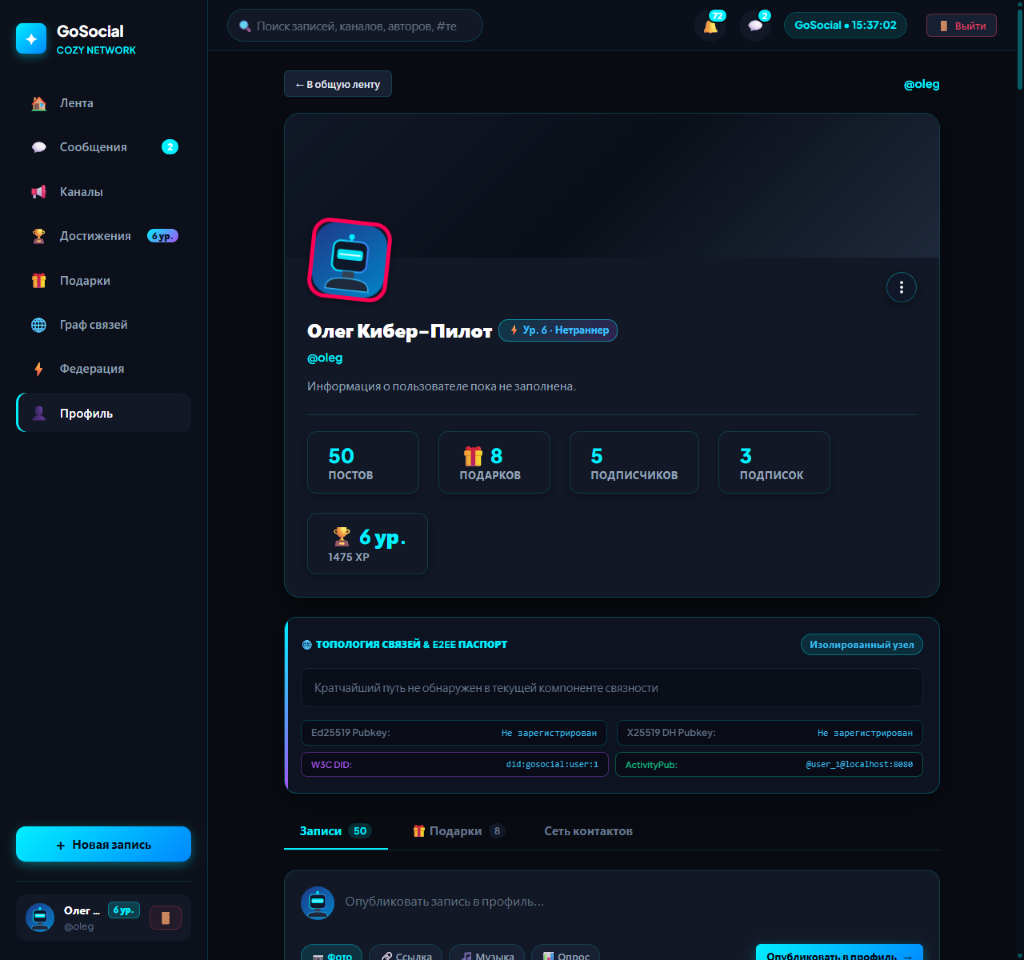 GoSocial
COZY NETWORK
Поиск записей, каналов, авторов, #те
72
2
GoSocial • 15:37:02
Выйти
Лента
Сообщения 2
Каналы
Достижения 6 ур.
Подарки
Граф связей
Федерация
Профиль
+ Новая запись
Олег ... 6 ур.
@oleg
← В общую ленту
@oleg
Олег Кибер-Пилот
Ур. 6 · Нетраннер
@oleg
Информация о пользователе пока не заполнена.
50
ПОСТОВ
8
ПОДАРКОВ
5
ПОДПИСЧИКОВ
3
ПОДПИСОК
6 ур.
1475 XP
ТОПОЛОГИЯ СВЯЗЕЙ & E2EE ПАСПОРТ
Изолированный узел
Кратчайший путь не обнаружен в текущей компоненте связности
Ed25519 Pubkey: Не зарегистрирован
X25519 DH Pubkey: Не зарегистрирован
W3C DID: did:gosocial:user:1
ActivityPub: @user_1@localhost:8080
Записи 50
Подарки 8
Сеть контактов
Опубликовать запись в профиль...
Фото
Ссылка
Музыка
Опрос
Опубликовать в профиль →